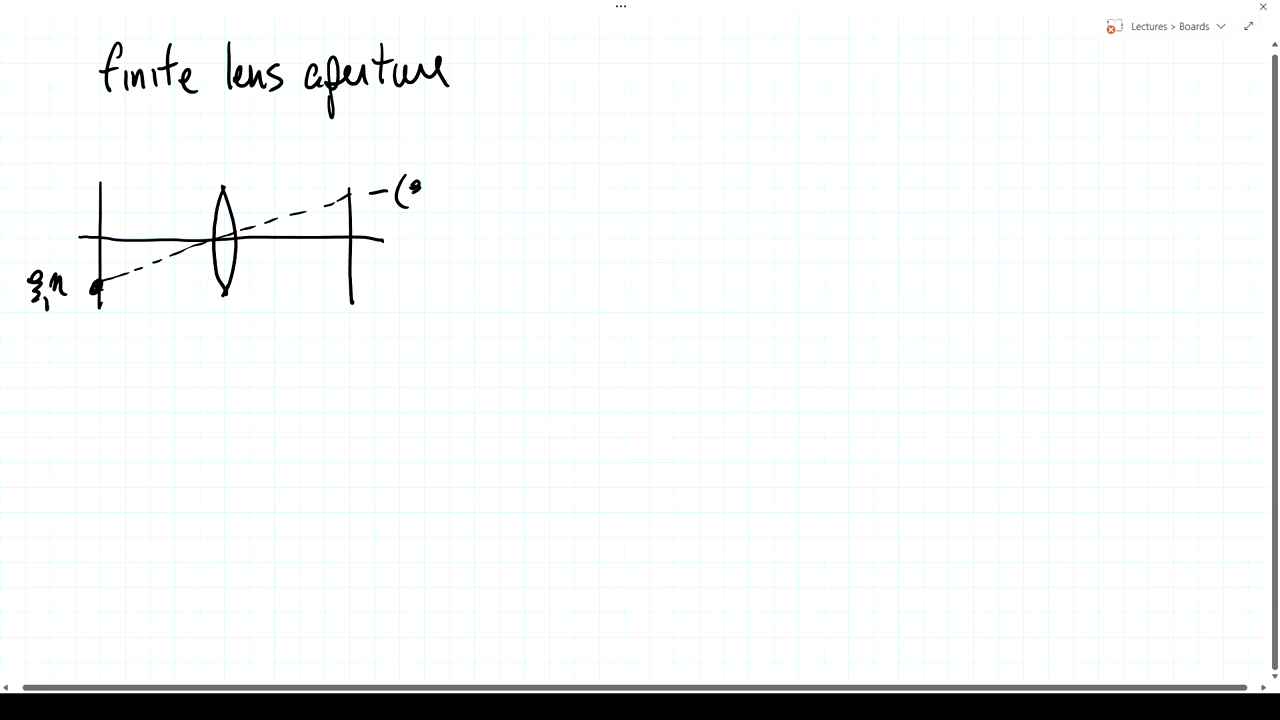 finite lens aperture
Lectures > Boards
ξ, η
-(